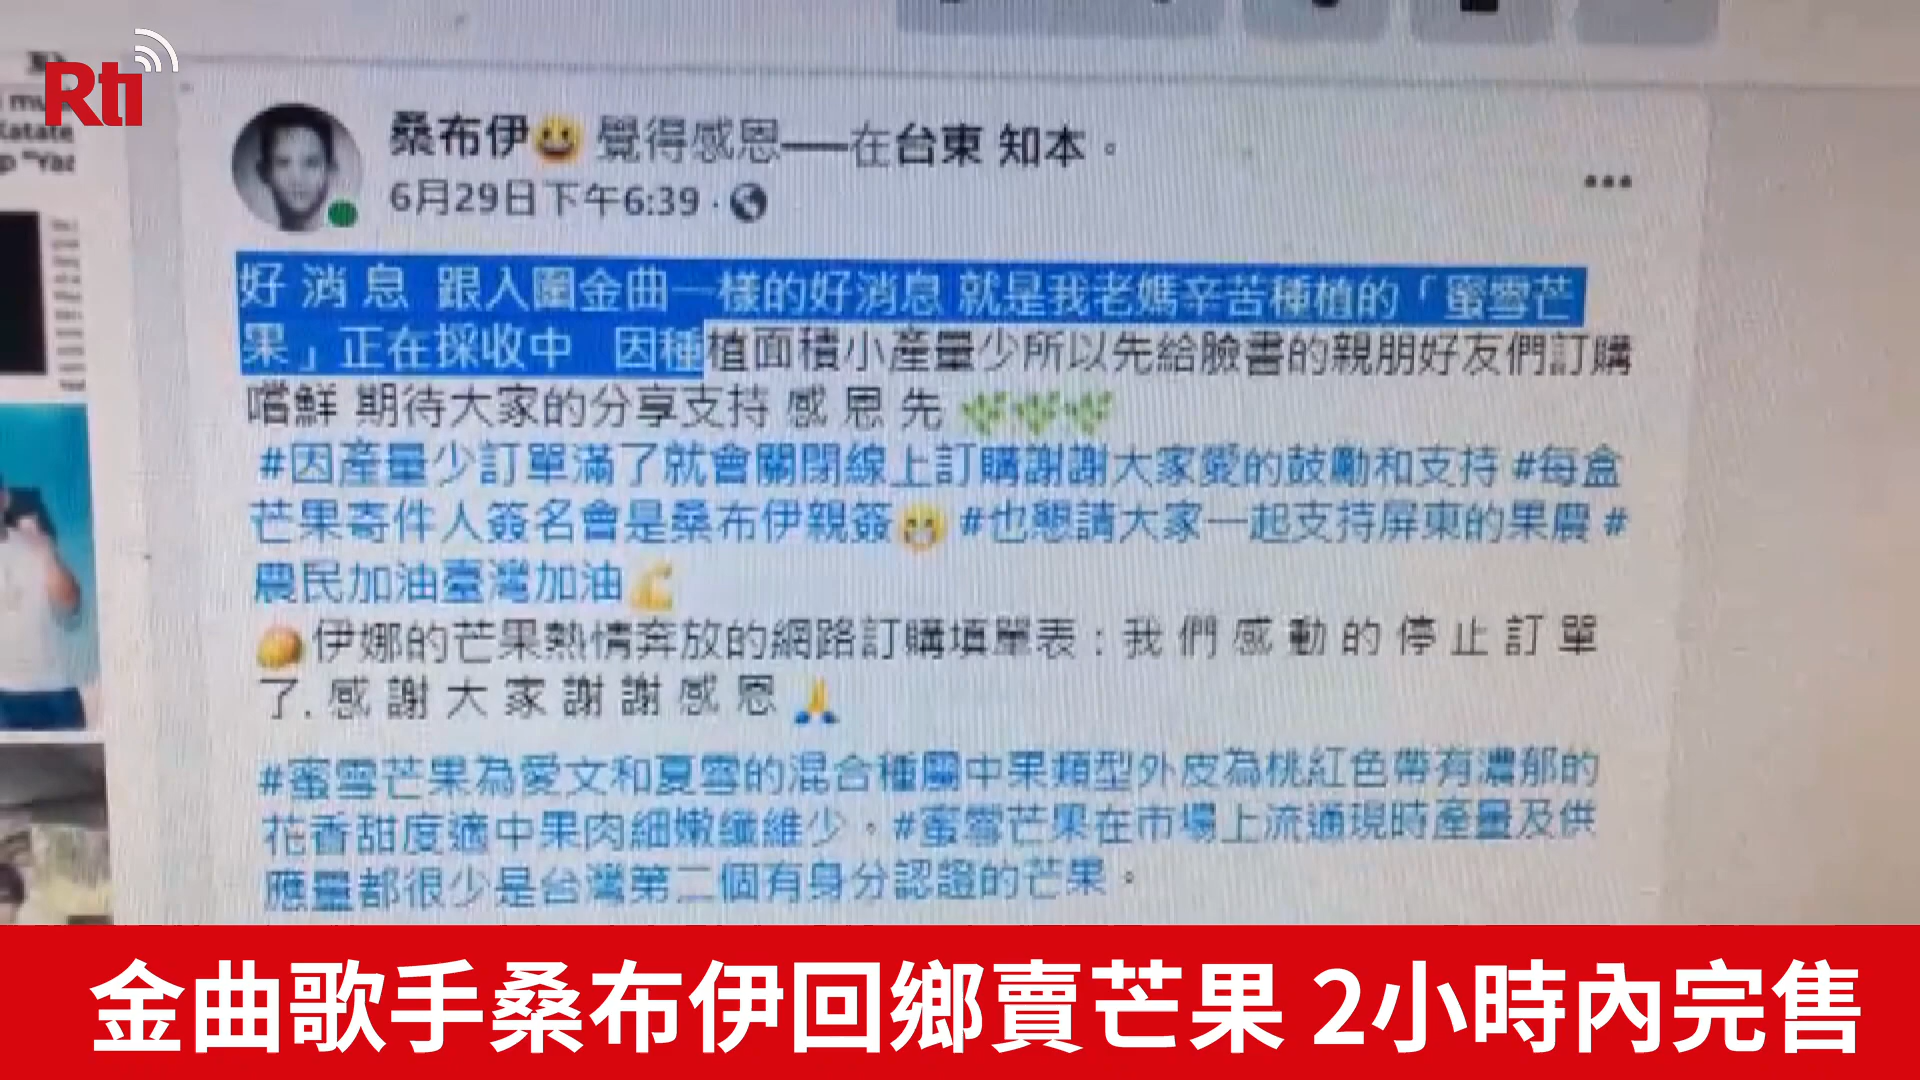 Rti
桑布伊😃 覺得感恩——在台東 知本。
6月29日下午6:39 ·
好 消 息 跟入圍金曲一樣的好消息 就是我老媽辛苦種植的「蜜雪芒
果」正在採收中 因種植面積小產量少所以先給臉書的親朋好友們訂購
嚐鮮 期待大家的分享支持 感 恩 先 🌿🌿🌿
#因產量少訂單滿了就會關閉線上訂購謝謝大家愛的鼓勵和支持 #每盒
芒果寄件人簽名會是桑布伊親簽😁 #也懇請大家一起支持屏東的果農 #
農民加油臺灣加油💪
🥭伊娜的芒果熱情奔放的網路訂購填單表 : 我 們 感 動 的 停 止 訂 單
了. 感 謝 大 家 謝 謝 感 恩 🙏
#蜜雪芒果為愛文和夏雪的混合種屬中果類型外皮為桃紅色帶有濃郁的
花香甜度適中果肉細嫩纖維少。#蜜雪芒果在市場上流通現時產量及供
應量都很少是台灣第二個有身分認證的芒果。
金曲歌手桑布伊回鄉賣芒果 2小時內完售